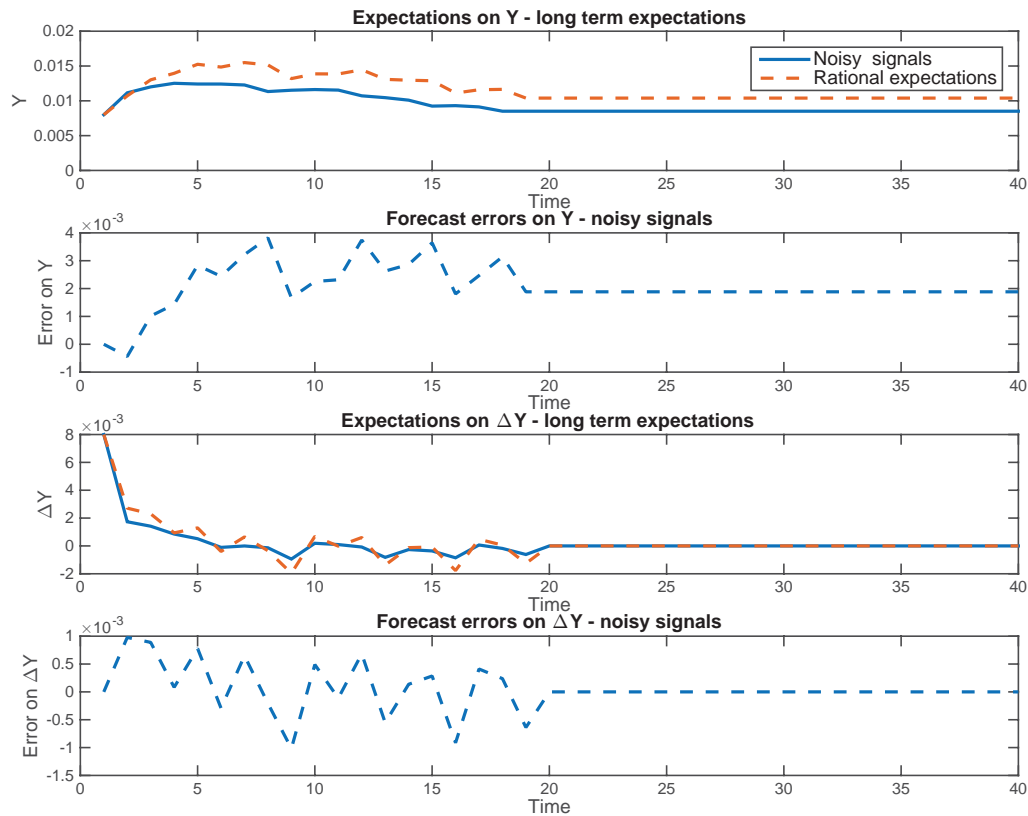 Expectations on Y - long term expectations
0.02
0.015
0.01
0.005
0
Y
Noisy signals
Rational expectations
0 5 10 15 20 25 30 35 40
Time
Forecast errors on Y - noisy signals
×10⁻³
4
3
2
1
0
-1
Error on Y
0 5 10 15 20 25 30 35 40
Time
Expectations on ΔY - long term expectations
×10⁻³
8
6
4
2
0
-2
ΔY
0 5 10 15 20 25 30 35 40
Time
Forecast errors on ΔY - noisy signals
×10⁻³
1
0.5
0
-0.5
-1
-1.5
Error on ΔY
0 5 10 15 20 25 30 35 40
Time